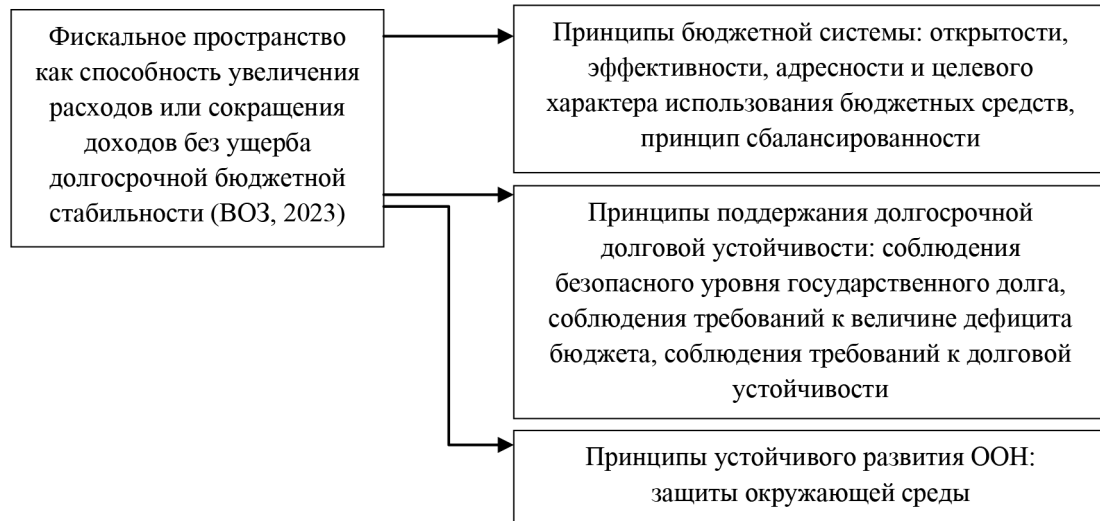 Фискальное пространство
как способность увеличения
расходов или сокращения
доходов без ущерба
долгосрочной бюджетной
стабильности (ВОЗ, 2023)
Принципы бюджетной системы: открытости,
эффективности, адресности и целевого
характера использования бюджетных средств,
принцип сбалансированности
Принципы поддержания долгосрочной
долговой устойчивости: соблюдения
безопасного уровня государственного долга,
соблюдения требований к величине дефицита
бюджета, соблюдения требований к долговой
устойчивости
Принципы устойчивого развития ООН:
защиты окружающей среды